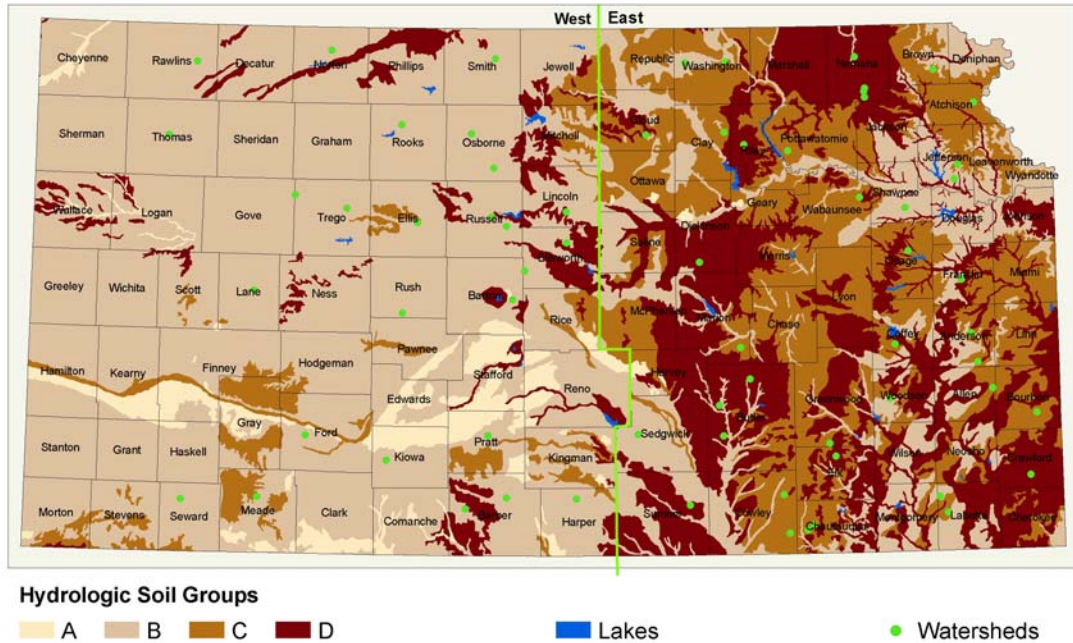 West East
Cheyenne Rawlins Decatur Norton Phillips Smith Jewell Republic Washington Marshall Nemaha Brown Doniphan
Sherman Thomas Sheridan Graham Rooks Osborne Mitchell Cloud Clay Riley Pottawatomie Jackson Atchison
Jefferson Leavenworth Wyandotte
Wallace Logan Gove Trego Ellis Russell Lincoln Ottawa Dickinson Geary Wabaunsee Shawnee Douglas Johnson
Greeley Wichita Scott Lane Ness Rush Barton Ellsworth Saline Morris Osage Franklin Miami
Hamilton Kearny Finney Hodgeman Pawnee Stafford Rice McPherson Marion Chase Lyon Coffey Anderson Linn
Gray Ford Edwards Reno Harvey Butler Greenwood Woodson Allen Bourbon
Stanton Grant Haskell Kiowa Pratt Kingman Sedgwick Elk Wilson Neosho Crawford
Morton Stevens Seward Meade Clark Comanche Barber Harper Sumner Cowley Chautauqua Montgomery Labette Cherokee
Hydrologic Soil Groups
A B C D Lakes Watersheds